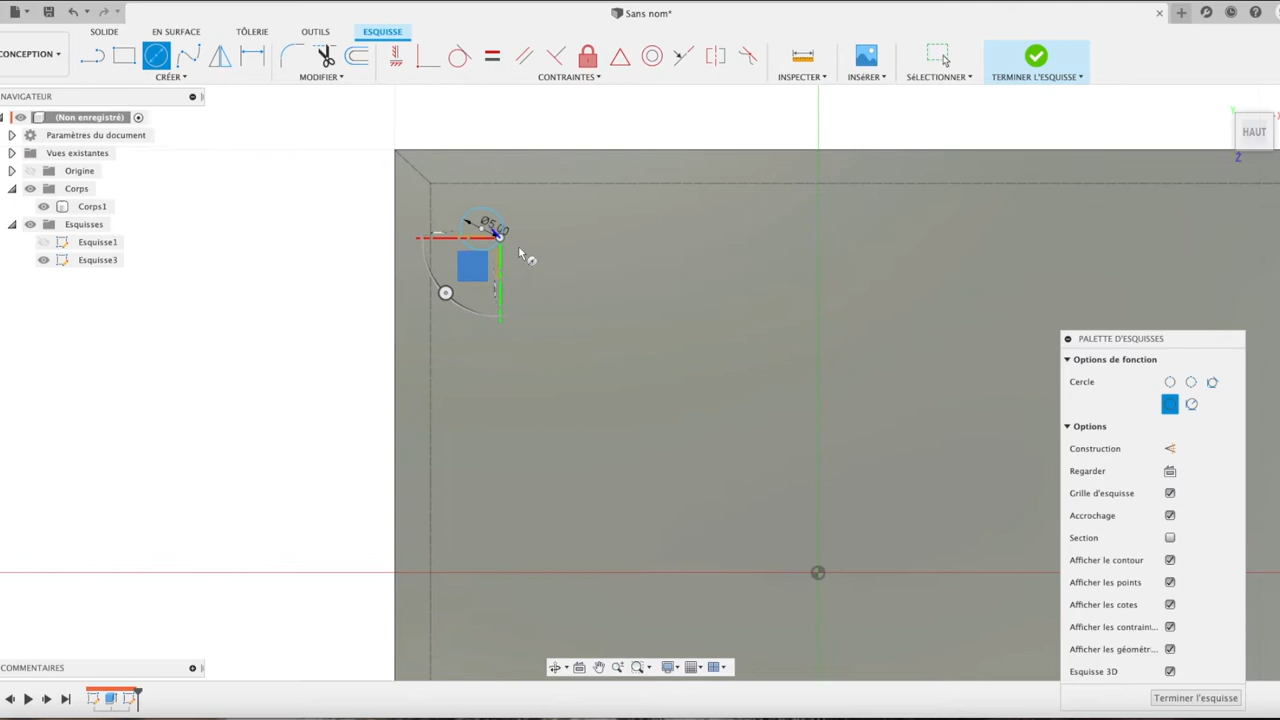 Sans nom*
SOLIDE
EN SURFACE
TÔLERIE
OUTILS
ESQUISSE
CONCEPTION
CRÉER
MODIFIER
CONTRAINTES
INSPECTER
INSÉRER
SÉLECTIONNER
TERMINER L'ESQUISSE
NAVIGATEUR
(Non enregistré)
Paramètres du document
Vues existantes
Origine
Corps
Corps1
Esquisses
Esquisse1
Esquisse3
Y
HAUT
Z
PALETTE D'ESQUISSES
Options de fonction
Cercle
Options
Construction
Regarder
Grille d'esquisse
Accrochage
Section
Afficher le contour
Afficher les points
Afficher les cotes
Afficher les contraint...
Afficher les géométr...
Esquisse 3D
Terminer l'esquisse
COMMENTAIRES